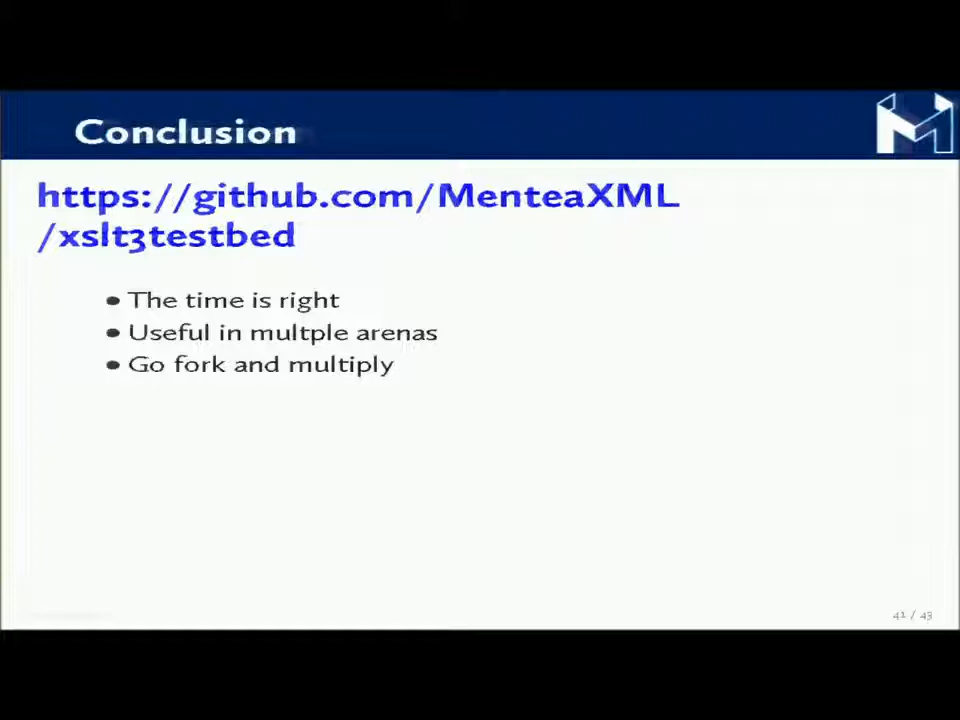 Conclusion
https://github.com/MenteaXML
/xslt3testbed
• The time is right
• Useful in multple arenas
• Go fork and multiply
41 / 43